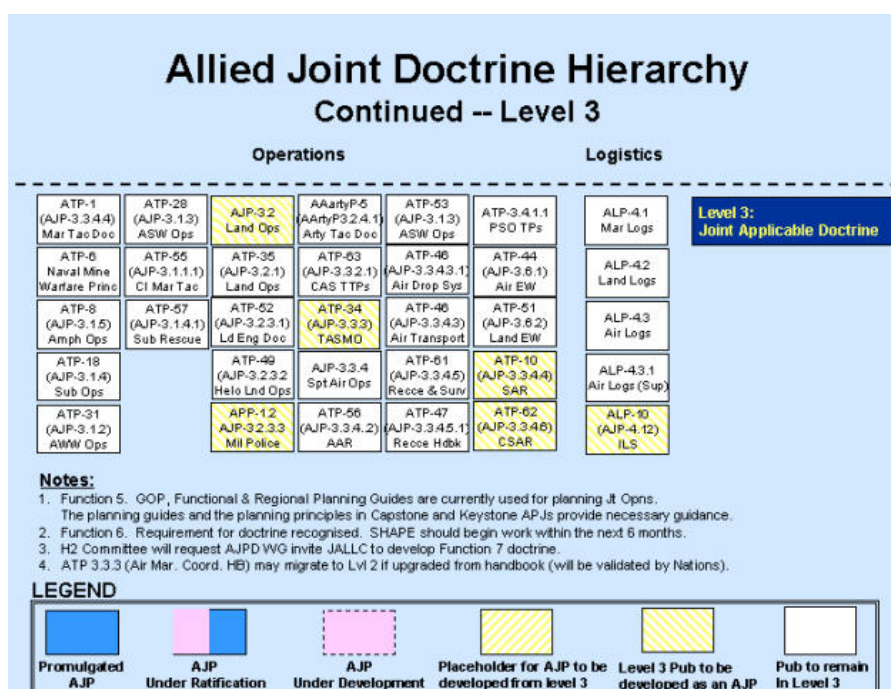 Allied Joint Doctrine Hierarchy
Continued -- Level 3
Operations
Logistics
ATP-1
(AJP-3.3.4.4)
Mar Tac Doc
ATP-28
(AJP-3.1.3)
ASW Ops
AJP-3.2
Land Ops
AAartyP-5
(AArtyP3.2.4.1)
Arty Tac Doc
ATP-53
(AJP-3.1.3)
ASW Ops
ATP-3.4.1.1
PSO TPs
ALP-4.1
Mar Logs
Level 3:
Joint Applicable Doctrine
ATP-6
Naval Mine
Warfare Princ
ATP-55
(AJP-3.1.1.1)
Cl Mar Tac
ATP-35
(AJP-3.2.1)
Land Ops
ATP-63
(AJP-3.3.2.1)
CAS TTPs
ATP-46
(AJP-3.3.4.3.1)
Air Drop Sys
ATP-44
(AJP-3.6.1)
Air EW
ALP-4.2
Land Logs
ATP-8
(AJP-3.1.5)
Amph Ops
ATP-57
(AJP-3.1.4.1)
Sub Rescue
ATP-52
(AJP-3.2.3.1)
Ld Eng Doc
ATP-34
(AJP-3.3.3)
TASMO
ATP-46
(AJP-3.3.4.3)
Air Transport
ATP-51
(AJP-3.6.2)
Land EW
ALP-4.3
Air Logs
ATP-18
(AJP-3.1.4)
Sub Ops
ATP-49
(AJP-3.2.3.2
Helo Lnd Ops
AJP-3.3.4
Spt Air Ops
ATP-61
(AJP-3.3.4.5)
Recce & Surv
ATP-10
(AJP-3.3.4.4)
SAR
ALP-4.3.1
Air Logs (Sup)
ATP-31
(AJP-3.1.2)
AWW Ops
APP-1.2
AJP-3.2.3.3
Mil Police
ATP-56
(AJP-3.3.4.2)
AAR
ATP-47
(AJP-3.3.4.5.1)
Recce Hdbk
ATP-62
(AJP-3.3.4.6)
CSAR
ALP-10
(AJP-4.12)
ILS
Notes:
1. Function 5. GOP, Functional & Regional Planning Guides are currently used for planning Jt Opns.
The planning guides and the planning principles in Capstone and Keystone APJs provide necessary guidance.
2. Function 6. Requirement for doctrine recognised. SHAPE should begin work within the next 6 months.
3. H2 Committee will request AJPD WG invite JALLC to develop Function 7 doctrine.
4. ATP 3.3.3 (Air Mar. Coord. HB) may migrate to Lvl 2 if upgraded from handbook (will be validated by Nations).
LEGEND
Promulgated
AJP
AJP
Under Ratification
AJP
Under Development
Placeholder for AJP to be
developed from level 3
Level 3 Pub to be
developed as an AJP
Pub to remain
In Level 3